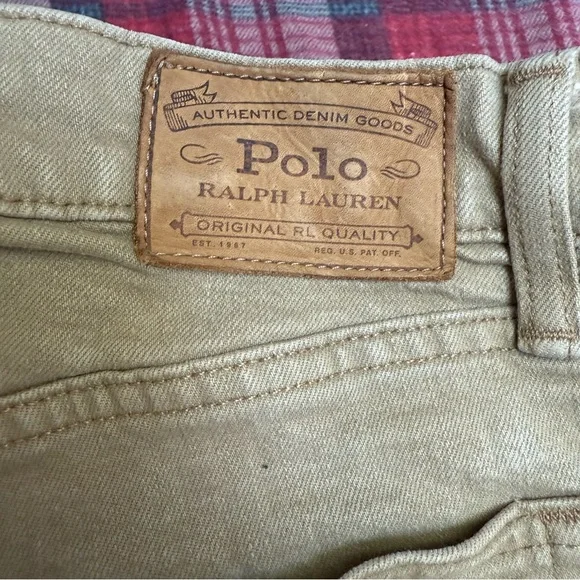 AUTHENTIC DENIM GOODS
Polo
RALPH LAUREN
ORIGINAL RL QUALITY
EST. 1967 REG. U.S. PAT. OFF.